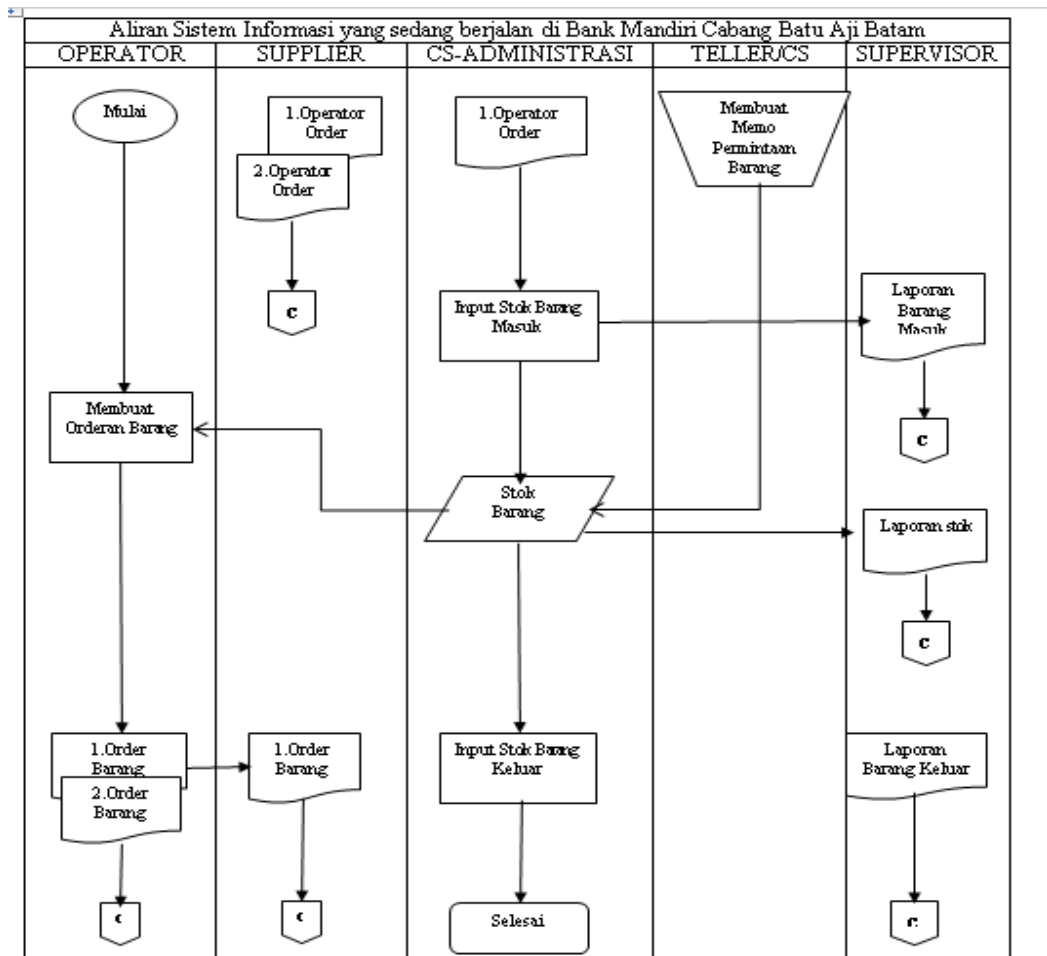 Aliran Sistem Informasi yang sedang berjalan di Bank Mandiri Cabang Batu Aji Batam
OPERATOR
SUPPLIER
CS-ADMINISTRASI
TELLER/CS
SUPERVISOR
Mulai
1.Operator
Order
2.Operator
Order
C
1.Operator
Order
Membuat
Memo
Permintaan
Barang
Input Stok Barang
Masuk
Laporan
Barang
Masuk
C
Membuat
Orderan Barang
Stok
Barang
Laporan stok
C
1.Order
Barang
2.Order
Barang
1.Order
Barang
Input Stok Barang
Keluar
Laporan
Barang Keluar
Selesai